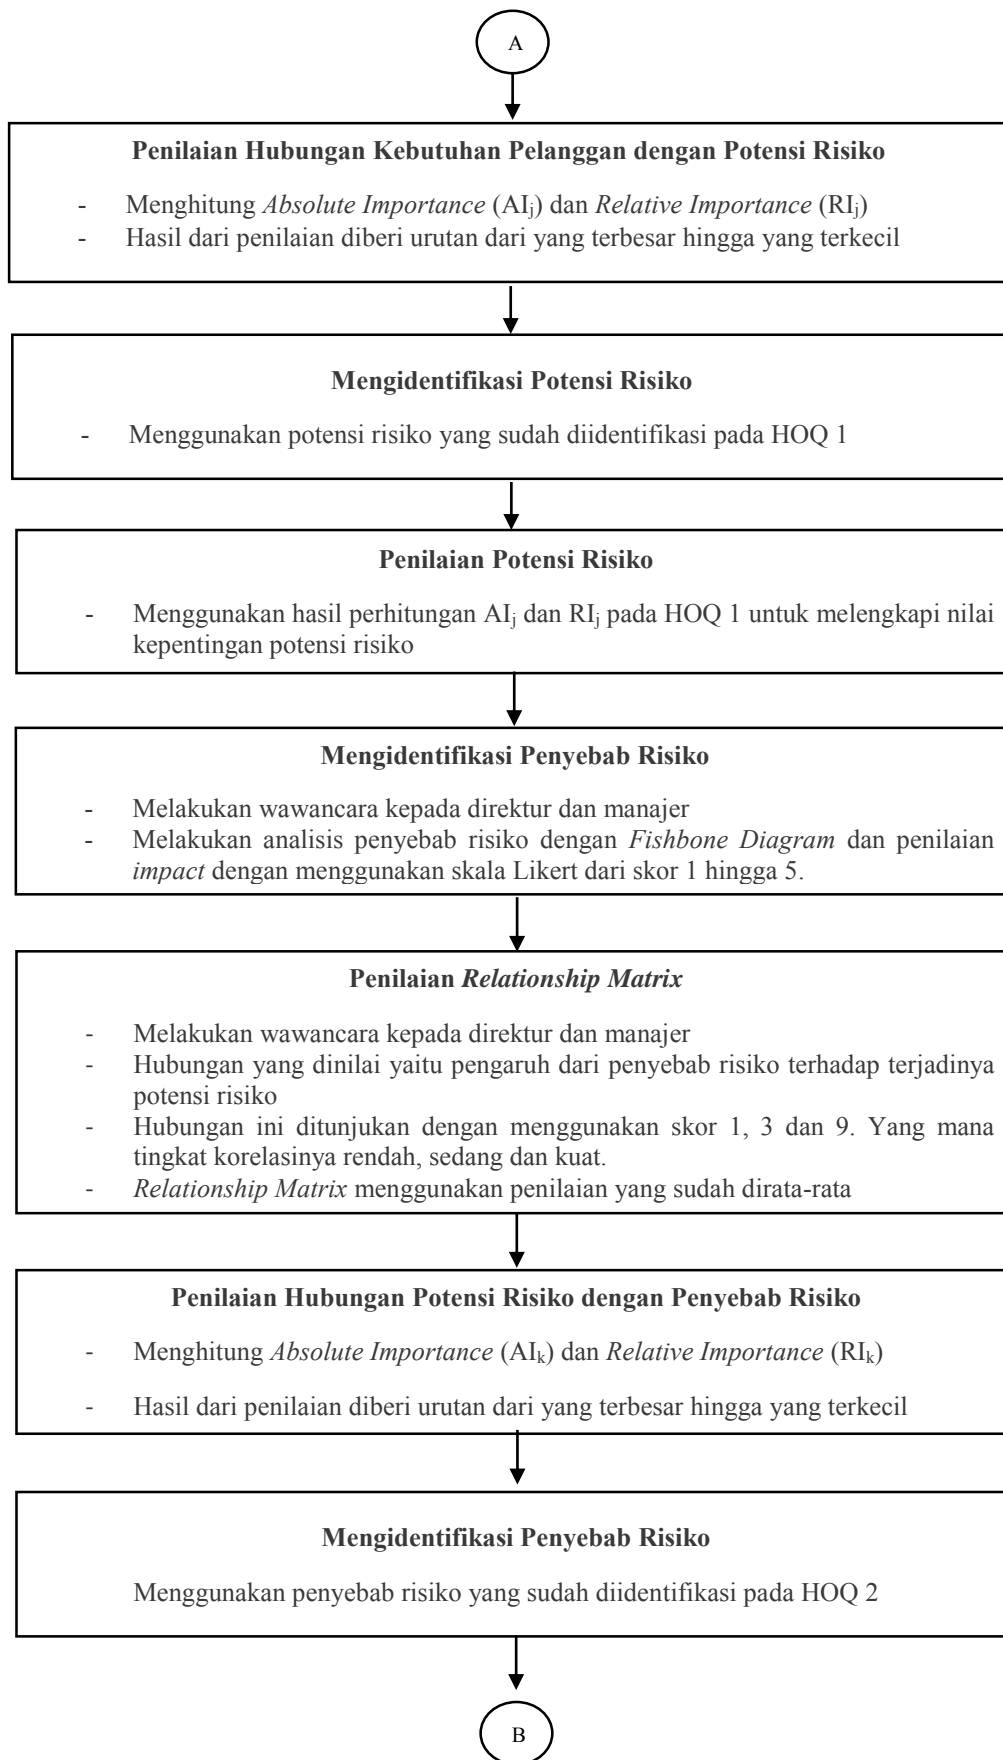 A
Penilaian Hubungan Kebutuhan Pelanggan dengan Potensi Risiko
- Menghitung Absolute Importance (AIj) dan Relative Importance (RIj)
- Hasil dari penilaian diberi urutan dari yang terbesar hingga yang terkecil
Mengidentifikasi Potensi Risiko
- Menggunakan potensi risiko yang sudah diidentifikasi pada HOQ 1
Penilaian Potensi Risiko
- Menggunakan hasil perhitungan AIj dan RIj pada HOQ 1 untuk melengkapi nilai
kepentingan potensi risiko
Mengidentifikasi Penyebab Risiko
- Melakukan wawancara kepada direktur dan manajer
- Melakukan analisis penyebab risiko dengan Fishbone Diagram dan penilaian
impact dengan menggunakan skala Likert dari skor 1 hingga 5.
Penilaian Relationship Matrix
- Melakukan wawancara kepada direktur dan manajer
- Hubungan yang dinilai yaitu pengaruh dari penyebab risiko terhadap terjadinya
potensi risiko
- Hubungan ini ditunjukan dengan menggunakan skor 1, 3 dan 9. Yang mana
tingkat korelasinya rendah, sedang dan kuat.
- Relationship Matrix menggunakan penilaian yang sudah dirata-rata
Penilaian Hubungan Potensi Risiko dengan Penyebab Risiko
- Menghitung Absolute Importance (AIk) dan Relative Importance (RIk)
- Hasil dari penilaian diberi urutan dari yang terbesar hingga yang terkecil
Mengidentifikasi Penyebab Risiko
Menggunakan penyebab risiko yang sudah diidentifikasi pada HOQ 2
B